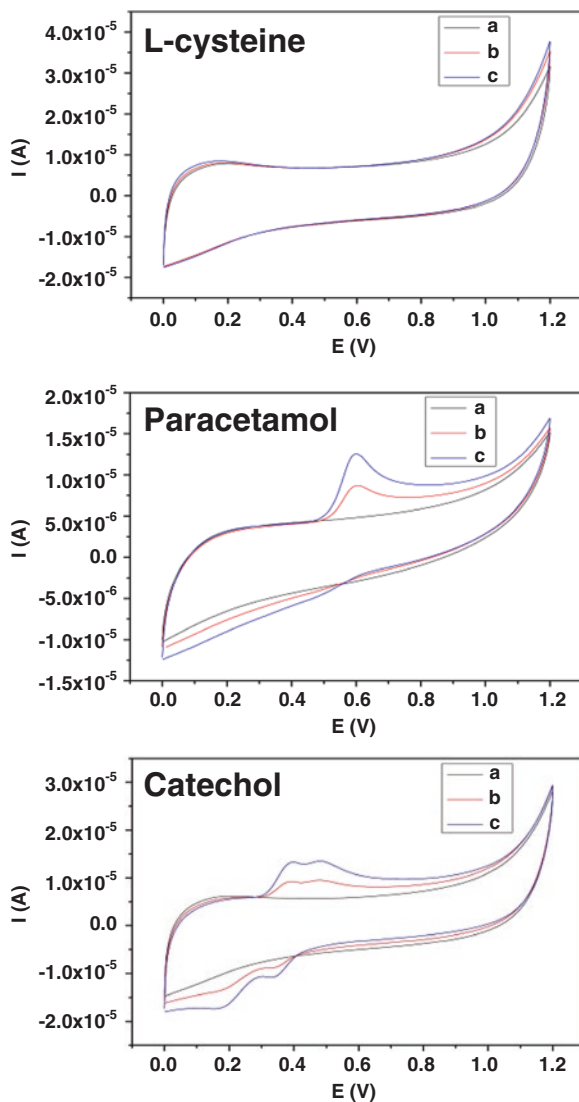 L-cysteine
a
b
c
4.0x10⁻⁵
3.0x10⁻⁵
2.0x10⁻⁵
1.0x10⁻⁵
0.0
-1.0x10⁻⁵
-2.0x10⁻⁵
I (A)
0.0 0.2 0.4 0.6 0.8 1.0 1.2
E (V)
Paracetamol
a
b
c
2.0x10⁻⁵
1.5x10⁻⁵
1.0x10⁻⁵
5.0x10⁻⁶
0.0
-5.0x10⁻⁶
-1.0x10⁻⁵
-1.5x10⁻⁵
I (A)
0.0 0.2 0.4 0.6 0.8 1.0 1.2
E (V)
Catechol
a
b
c
3.0x10⁻⁵
2.0x10⁻⁵
1.0x10⁻⁵
0.0
-1.0x10⁻⁵
-2.0x10⁻⁵
I (A)
0.0 0.2 0.4 0.6 0.8 1.0 1.2
E (V)